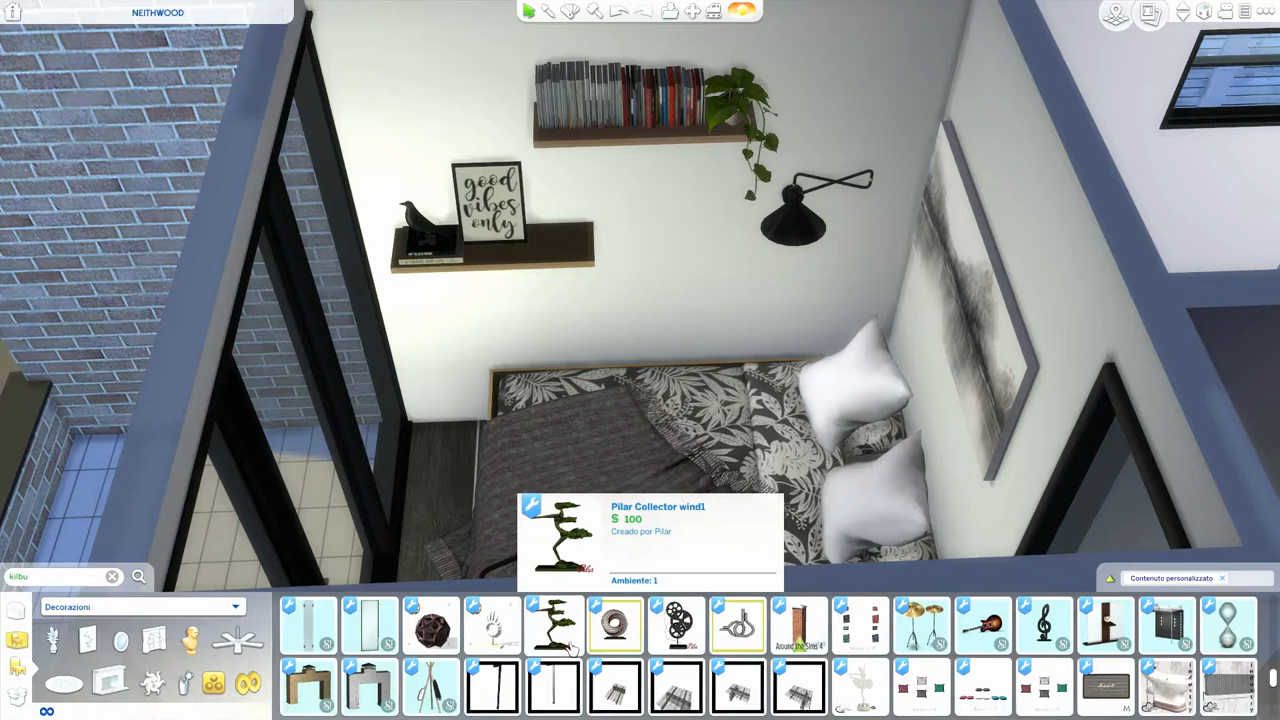 NEITHWOOD
good
vibes
only
Pilar Collector wind1
§ 100
Creado por Pilar
Ambiente: 1
kilbu
Contenuto personalizzato
Decorazioni
Around the Sims 4
M